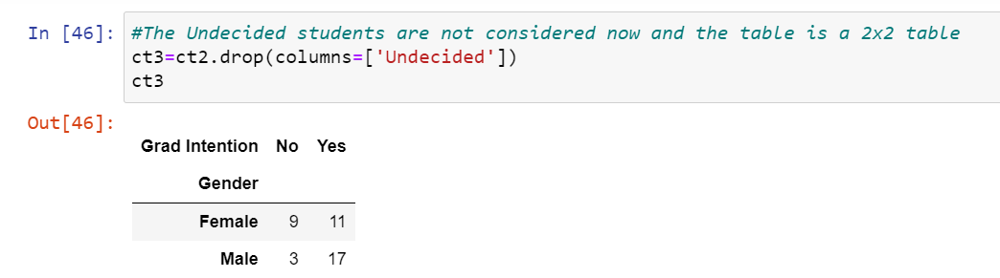 In [46]: #The Undecided students are not considered now and the table is a 2x2 table
ct3=ct2.drop(columns=['Undecided'])
ct3
Out[46]:
Grad Intention No Yes
Gender
Female 9 11
Male 3 17